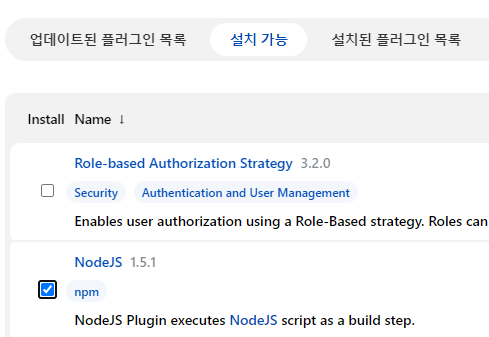 업데이트된 플러그인 목록 설치 가능 설치된 플러그인 목록
Install Name ↓
Role-based Authorization Strategy 3.2.0
Security Authentication and User Management
Enables user authorization using a Role-Based strategy. Roles can
NodeJS 1.5.1
npm
NodeJS Plugin executes NodeJS script as a build step.